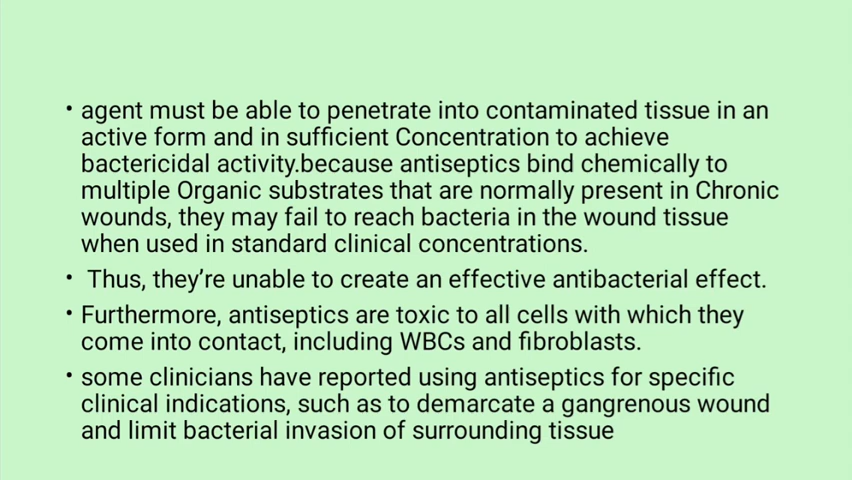 • agent must be able to penetrate into contaminated tissue in an
active form and in sufficient Concentration to achieve
bactericidal activity.because antiseptics bind chemically to
multiple Organic substrates that are normally present in Chronic
wounds, they may fail to reach bacteria in the wound tissue
when used in standard clinical concentrations.
• Thus, they’re unable to create an effective antibacterial effect.
• Furthermore, antiseptics are toxic to all cells with which they
come into contact, including WBCs and fibroblasts.
• some clinicians have reported using antiseptics for specific
clinical indications, such as to demarcate a gangrenous wound
and limit bacterial invasion of surrounding tissue